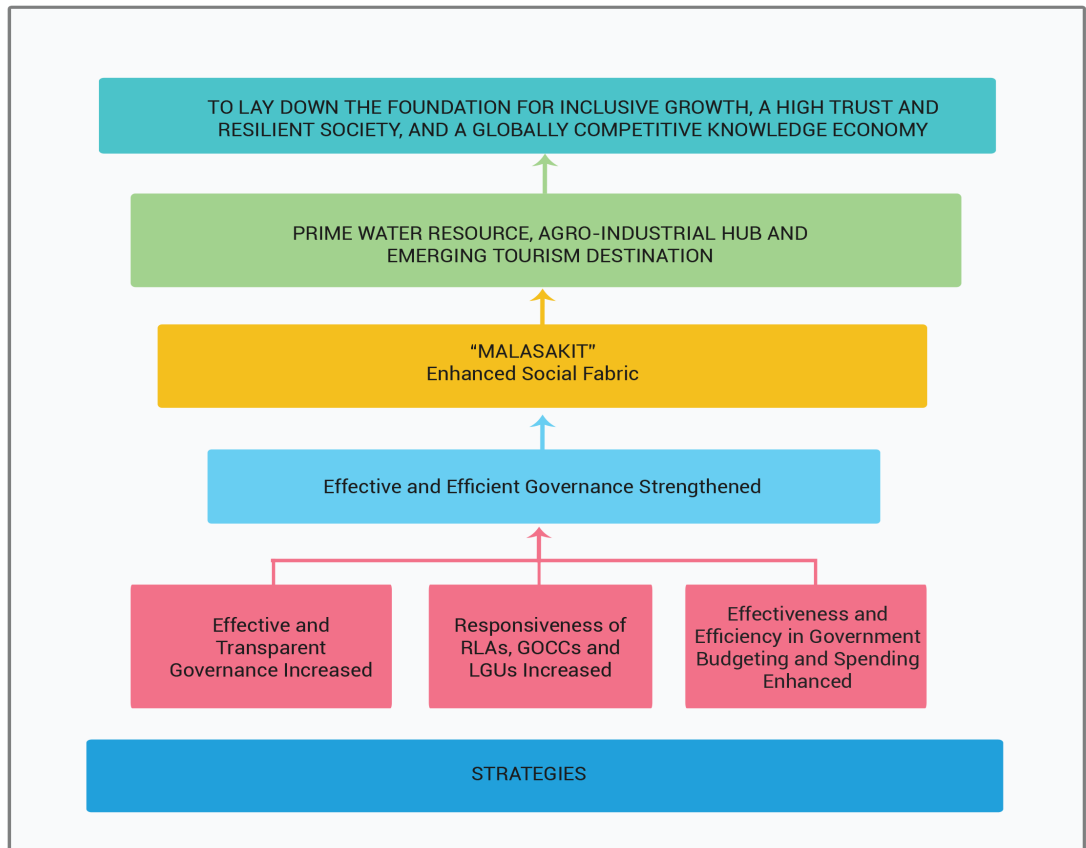 TO LAY DOWN THE FOUNDATION FOR INCLUSIVE GROWTH, A HIGH TRUST AND
RESILIENT SOCIETY, AND A GLOBALLY COMPETITIVE KNOWLEDGE ECONOMY
PRIME WATER RESOURCE, AGRO-INDUSTRIAL HUB AND
EMERGING TOURISM DESTINATION
“MALASAKIT”
Enhanced Social Fabric
Effective and Efficient Governance Strengthened
Effective and
Transparent
Governance Increased
Responsiveness of
RLAs, GOCCs and
LGUs Increased
Effectiveness and
Efficiency in Government
Budgeting and Spending
Enhanced
STRATEGIES